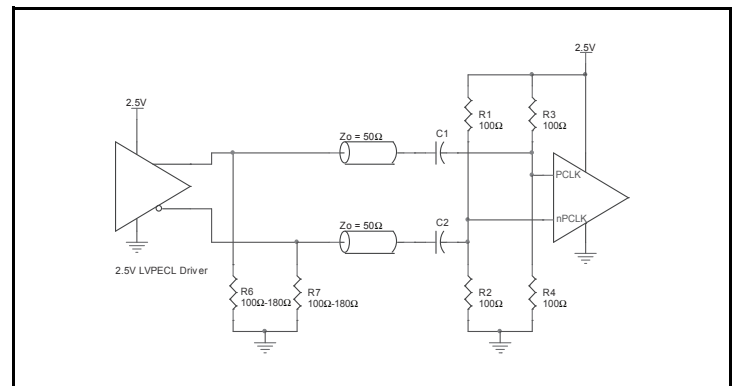 2.5V
2.5V
R1
100Ω
R3
100Ω
Zo = 50Ω
C1
PCLK
nPCLK
Zo = 50Ω
C2
2.5V LVPECL Driver
R6
100Ω-180Ω
R7
100Ω-180Ω
R2
100Ω
R4
100Ω